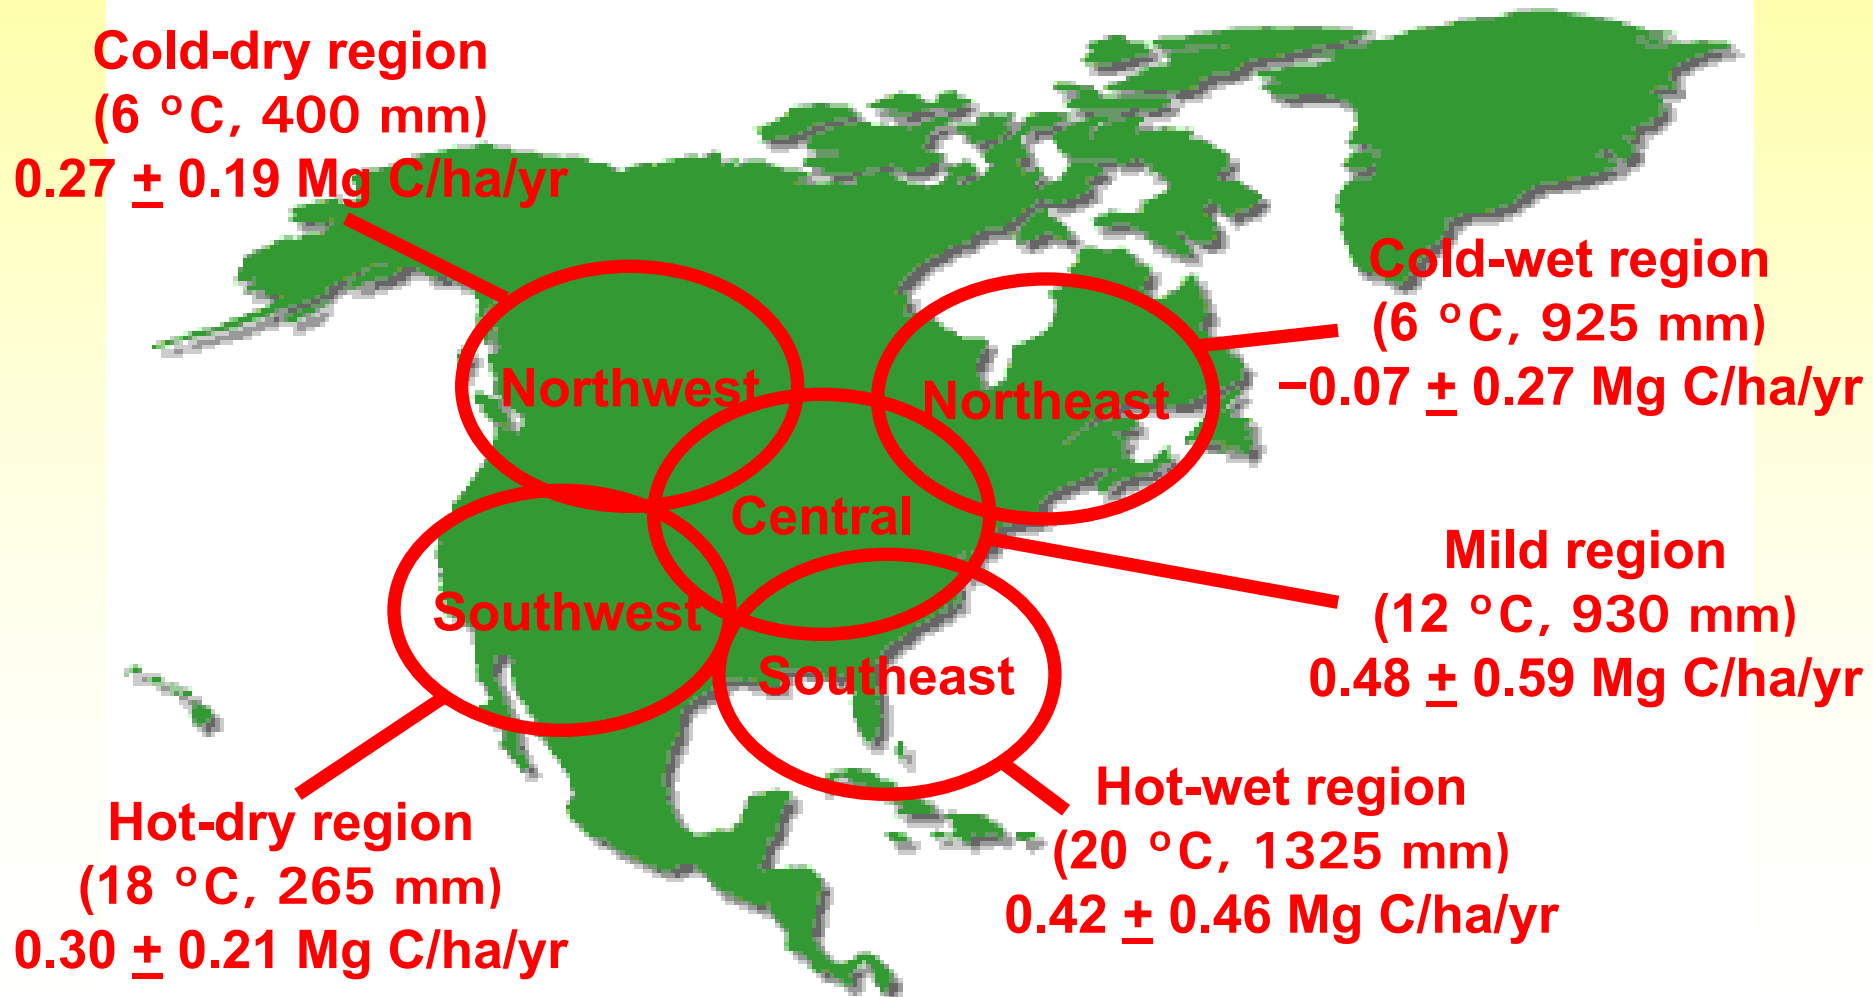 Cold-dry region
(6 °C, 400 mm)
0.27 ± 0.19 Mg C/ha/yr
Cold-wet region
(6 °C, 925 mm)
−0.07 ± 0.27 Mg C/ha/yr
Northwest
Northeast
Central
Mild region
(12 °C, 930 mm)
0.48 ± 0.59 Mg C/ha/yr
Southwest
Southeast
Hot-dry region
(18 °C, 265 mm)
0.30 ± 0.21 Mg C/ha/yr
Hot-wet region
(20 °C, 1325 mm)
0.42 ± 0.46 Mg C/ha/yr